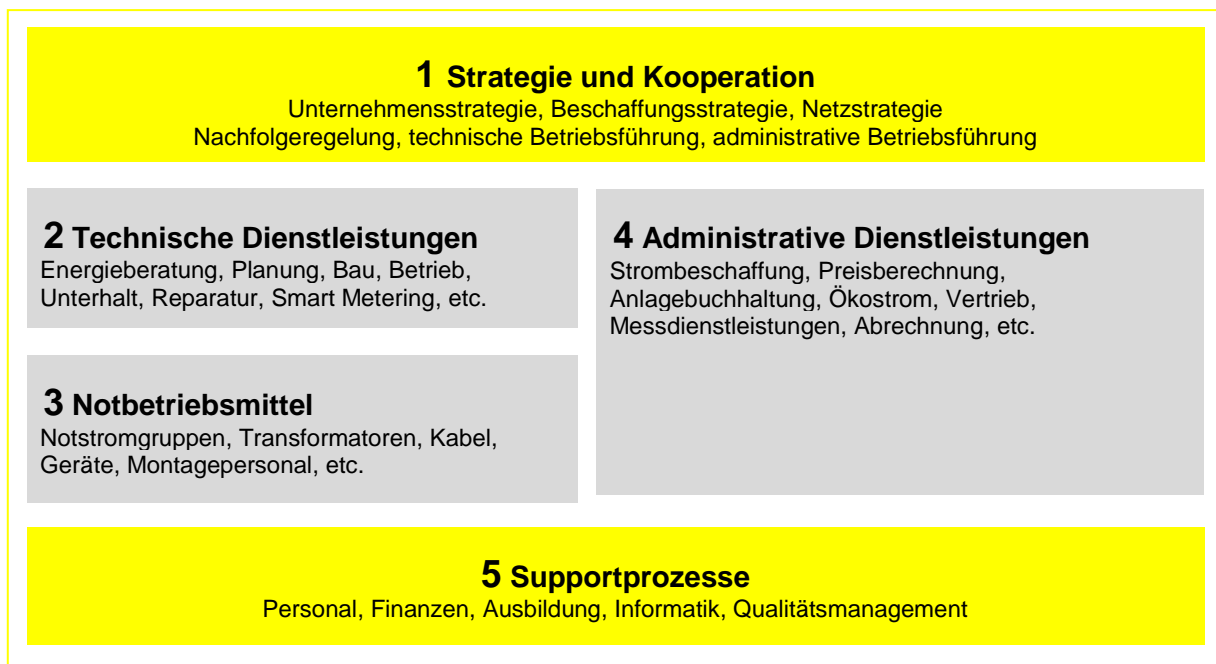 1 Strategie und Kooperation
Unternehmensstrategie, Beschaffungsstrategie, Netzstrategie
Nachfolgeregelung, technische Betriebsführung, administrative Betriebsführung
2 Technische Dienstleistungen
Energieberatung, Planung, Bau, Betrieb,
Unterhalt, Reparatur, Smart Metering, etc.
3 Notbetriebsmittel
Notstromgruppen, Transformatoren, Kabel,
Geräte, Montagepersonal, etc.
4 Administrative Dienstleistungen
Strombeschaffung, Preisberechnung,
Anlagebuchhaltung, Ökostrom, Vertrieb,
Messdienstleistungen, Abrechnung, etc.
5 Supportprozesse
Personal, Finanzen, Ausbildung, Informatik, Qualitätsmanagement